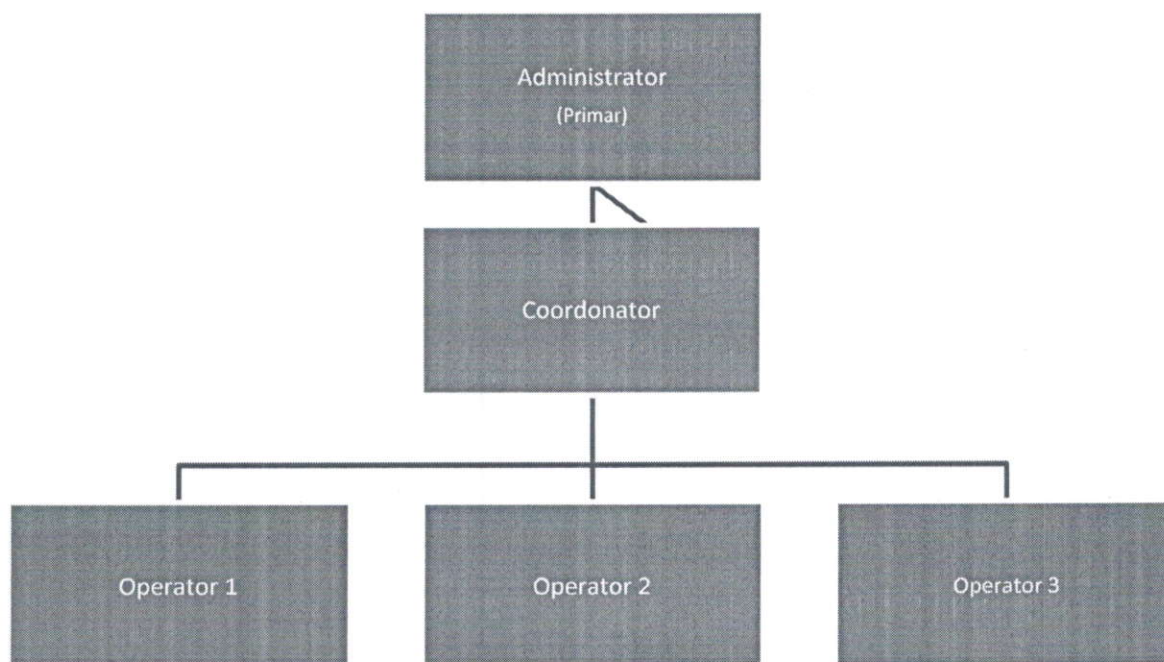 Administrator
(Primar)
Coordonator
Operator 1
Operator 2
Operator 3